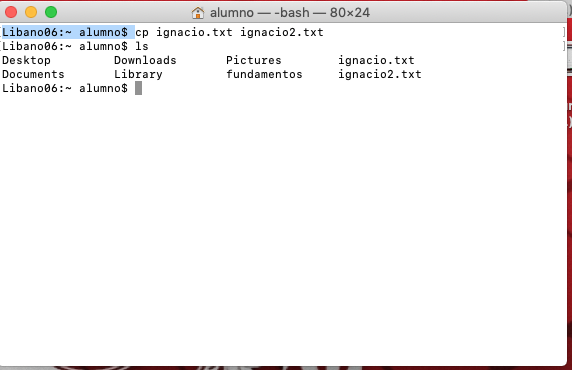 alumno — -bash — 80×24
Libano06:~ alumno$ cp ignacio.txt ignacio2.txt
Libano06:~ alumno$ ls
Desktop Downloads Pictures ignacio.txt
Documents Library fundamentos ignacio2.txt
Libano06:~ alumno$